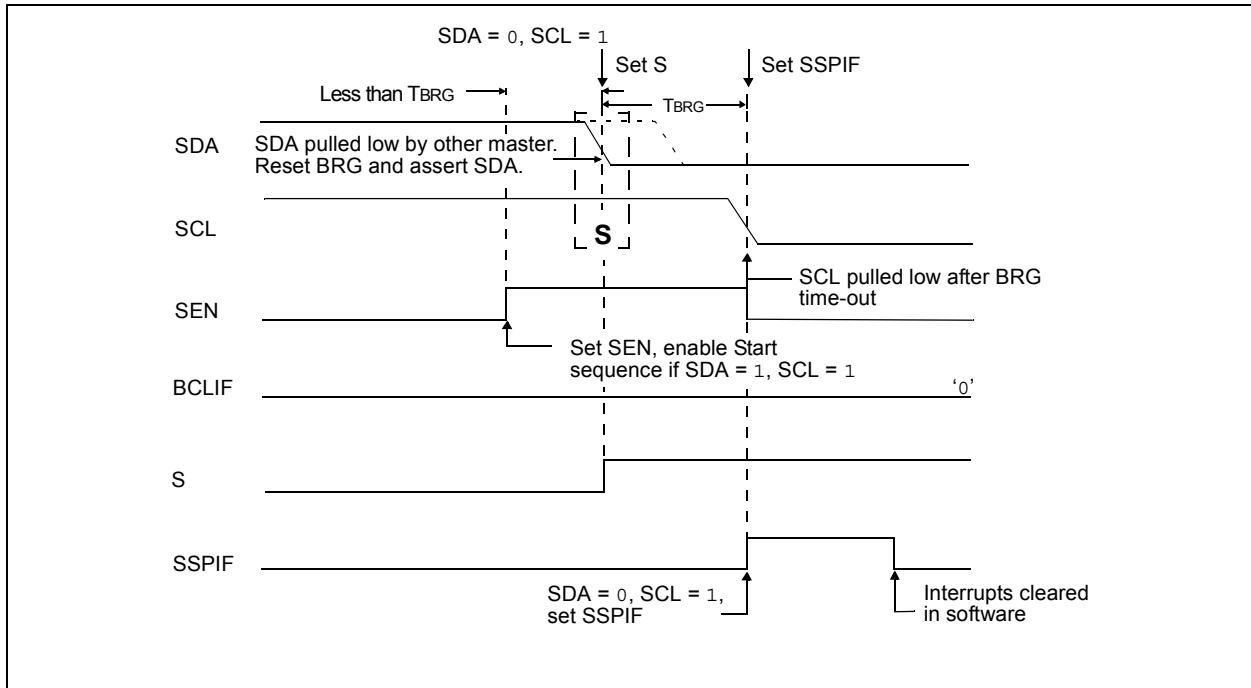 SDA = 0, SCL = 1
Set S
Set SSPIF
Less than TBRG
TBRG
SDA
SDA pulled low by other master.
Reset BRG and assert SDA.
SCL
S
SEN
SCL pulled low after BRG
time-out
Set SEN, enable Start
sequence if SDA = 1, SCL = 1
BCLIF
‘0’
S
SSPIF
SDA = 0, SCL = 1,
set SSPIF
Interrupts cleared
in software